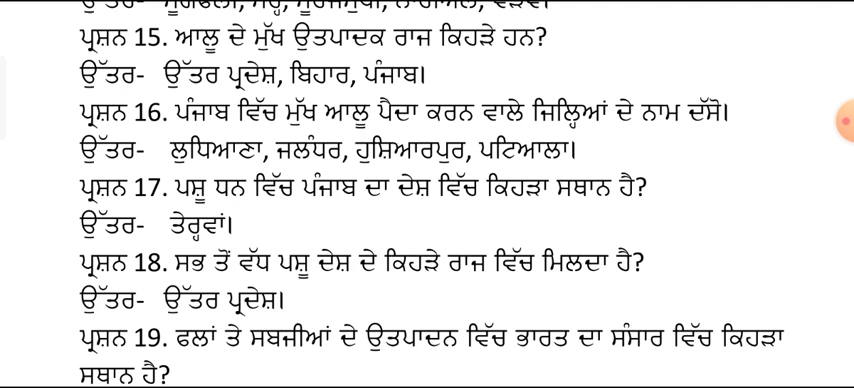 ਪ੍ਰਸ਼ਨ 15. ਆਲੂ ਦੇ ਮੁੱਖ ਉਤਪਾਦਕ ਰਾਜ ਕਿਹੜੇ ਹਨ?
ਉੱਤਰ- ਉੱਤਰ ਪ੍ਰਦੇਸ਼, ਬਿਹਾਰ, ਪੰਜਾਬ।
ਪ੍ਰਸ਼ਨ 16. ਪੰਜਾਬ ਵਿੱਚ ਮੁੱਖ ਆਲੂ ਪੈਦਾ ਕਰਨ ਵਾਲੇ ਜਿਲ੍ਹਿਆਂ ਦੇ ਨਾਮ ਦੱਸੋ।
ਉੱਤਰ- ਲੁਧਿਆਣਾ, ਜਲੰਧਰ, ਹੁਸ਼ਿਆਰਪੁਰ, ਪਟਿਆਲਾ।
ਪ੍ਰਸ਼ਨ 17. ਪਸ਼ੂ ਧਨ ਵਿੱਚ ਪੰਜਾਬ ਦਾ ਦੇਸ਼ ਵਿੱਚ ਕਿਹੜਾ ਸਥਾਨ ਹੈ?
ਉੱਤਰ- ਤੇਰ੍ਹਵਾਂ।
ਪ੍ਰਸ਼ਨ 18. ਸਭ ਤੋਂ ਵੱਧ ਪਸ਼ੂ ਦੇਸ਼ ਦੇ ਕਿਹੜੇ ਰਾਜ ਵਿੱਚ ਮਿਲਦਾ ਹੈ?
ਉੱਤਰ- ਉੱਤਰ ਪ੍ਰਦੇਸ਼।
ਪ੍ਰਸ਼ਨ 19. ਫਲਾਂ ਤੇ ਸਬਜੀਆਂ ਦੇ ਉਤਪਾਦਨ ਵਿੱਚ ਭਾਰਤ ਦਾ ਸੰਸਾਰ ਵਿੱਚ ਕਿਹੜਾ
ਸਥਾਨ ਹੈ?